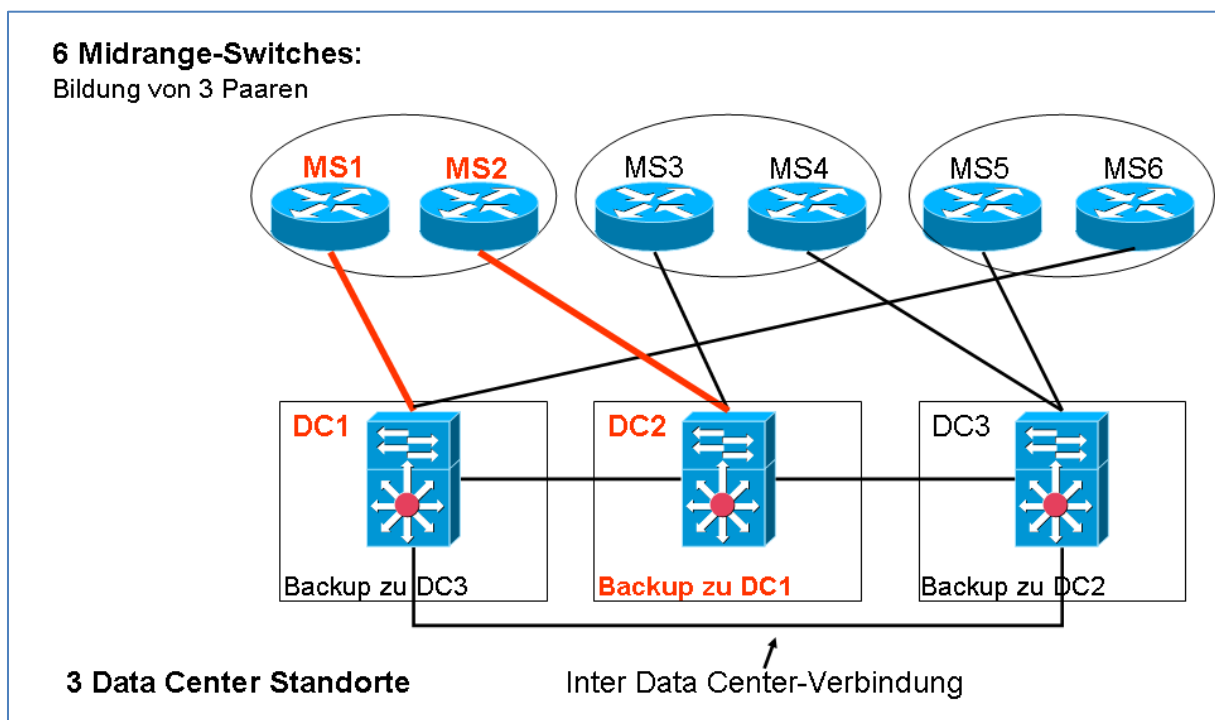 6 Midrange-Switches:
Bildung von 3 Paaren
MS1
MS2
MS3
MS4
MS5
MS6
DC1
DC2
DC3
Backup zu DC3
Backup zu DC1
Backup zu DC2
3 Data Center Standorte
Inter Data Center-Verbindung